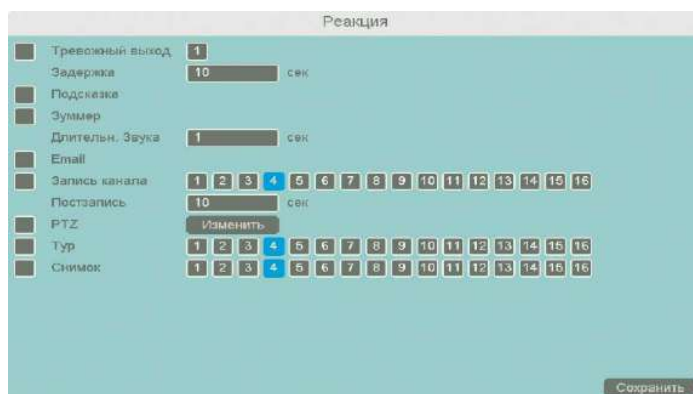 Реакция
Тревожный выход 1
Задержка 10 сек
Подсказка
Зуммер
Длительн. Звука 1 сек
Email
Запись канала 1 2 3 4 5 6 7 8 9 10 11 12 13 14 15 16
Постзапись 10 сек
PTZ Изменить
Тур 1 2 3 4 5 6 7 8 9 10 11 12 13 14 15 16
Снимок 1 2 3 4 5 6 7 8 9 10 11 12 13 14 15 16
Сохранить